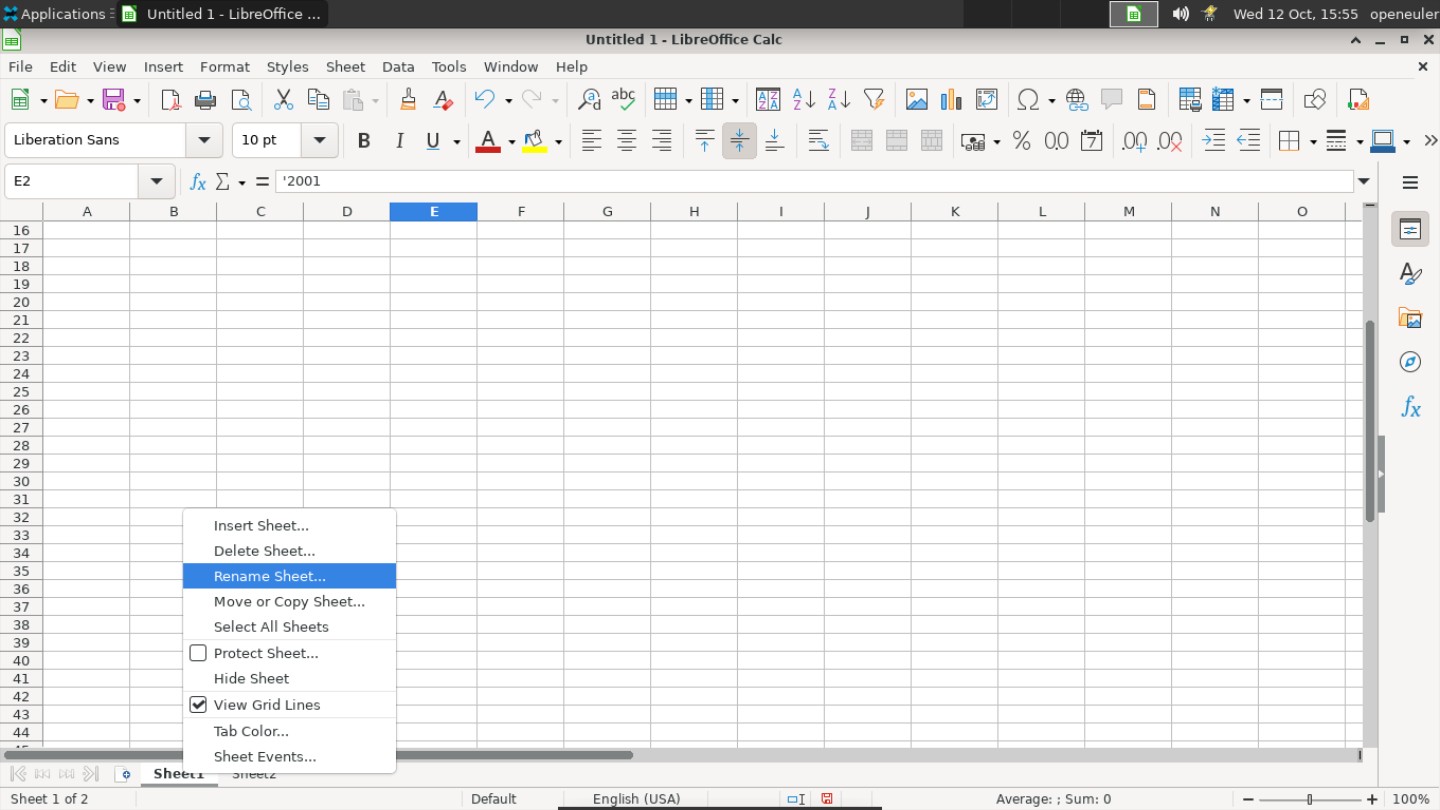 Applications
Untitled 1 - LibreOffice ...
Wed 12 Oct, 15:55
openeuler
Untitled 1 - LibreOffice Calc
File Edit View Insert Format Styles Sheet Data Tools Window Help
Liberation Sans
10 pt
E2
'2001
A B C D E F G H I J K L M N O
16
17
18
19
20
21
22
23
24
25
26
27
28
29
30
31
32
33
34
35
36
37
38
39
40
41
42
43
44
Insert Sheet...
Delete Sheet...
Rename Sheet...
Move or Copy Sheet...
Select All Sheets
Protect Sheet...
Hide Sheet
View Grid Lines
Tab Color...
Sheet Events...
Sheet1
Sheet2
Sheet 1 of 2
Default
English (USA)
Average: ; Sum: 0
100%